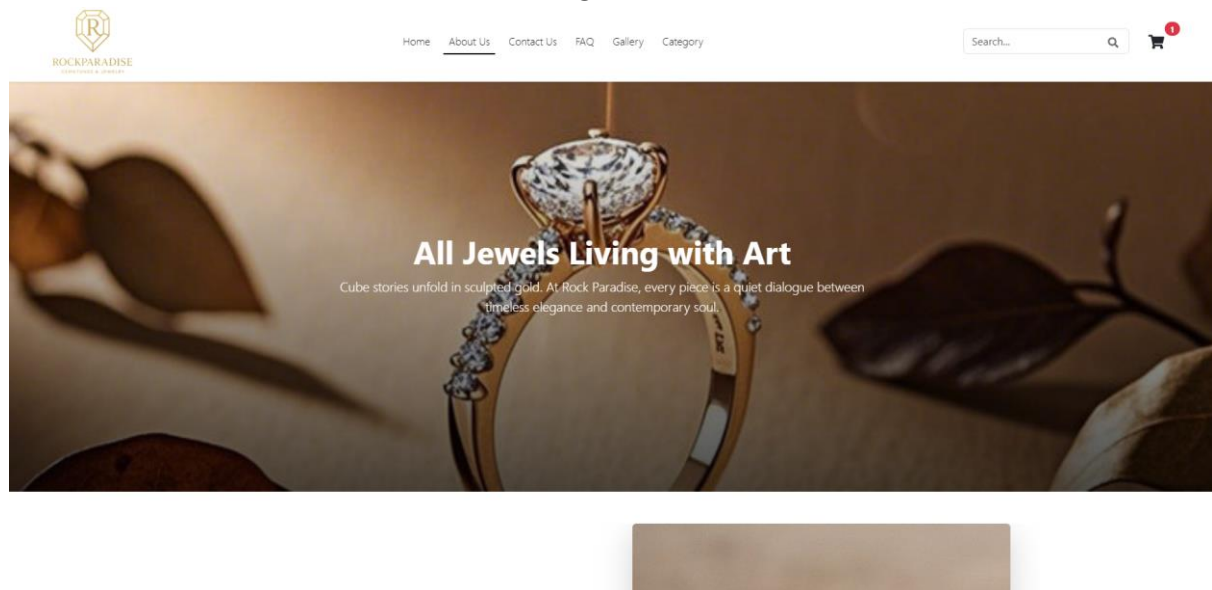 ROCKPARADISE
Home About Us Contact Us FAQ Gallery Category
Search...
1
All Jewels Living with Art
Cube stories unfold in sculpted gold. At Rock Paradise, every piece is a quiet dialogue between
timeless elegance and contemporary soul.